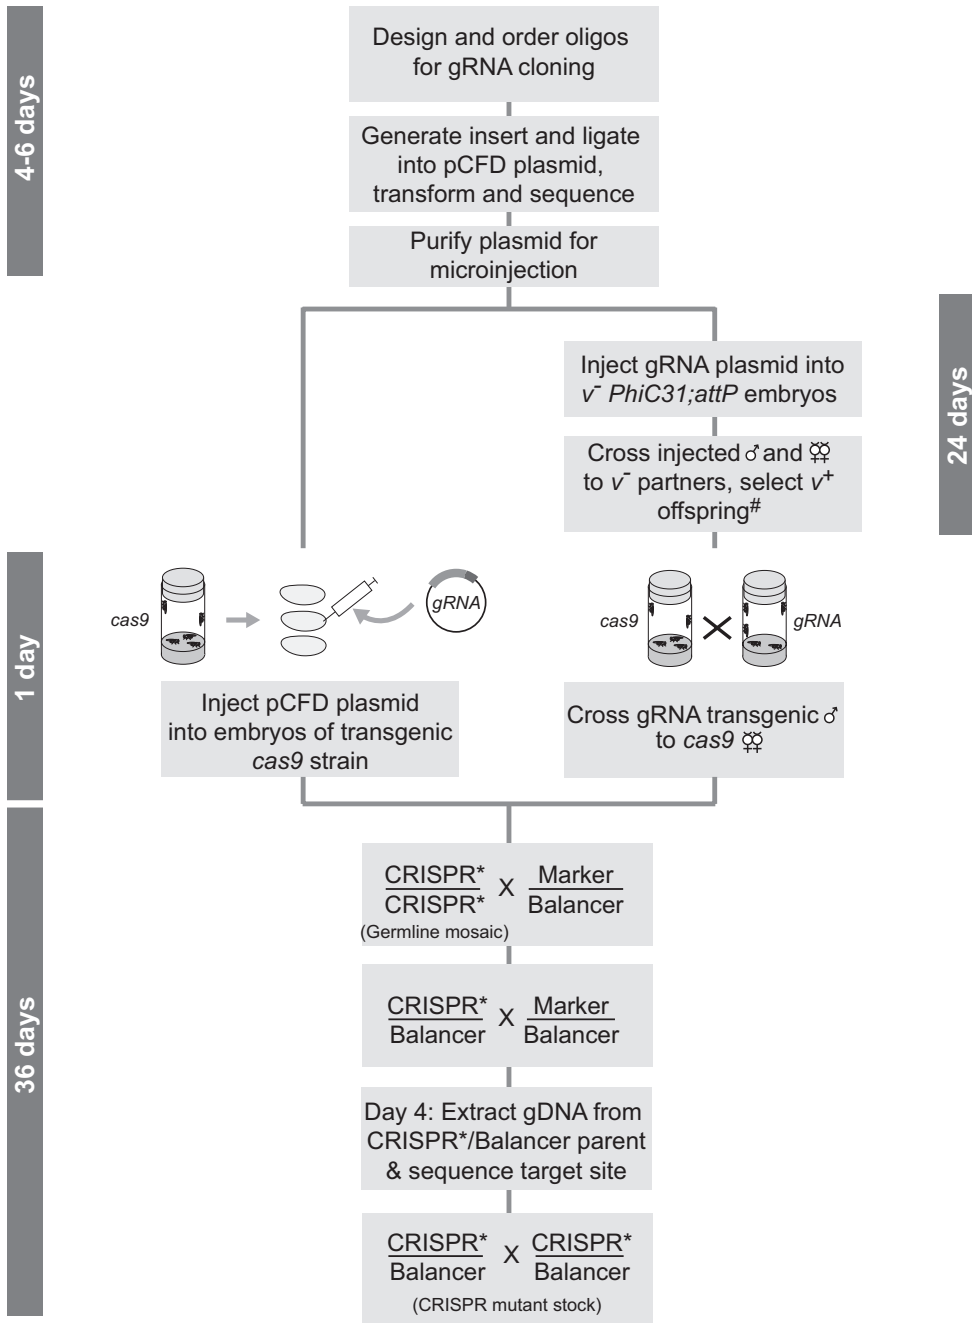 4-6 days
Design and order oligos
for gRNA cloning
Generate insert and ligate
into pCFD plasmid,
transform and sequence
Purify plasmid for
microinjection
24 days
Inject gRNA plasmid into
v⁻ PhiC31;attP embryos
Cross injected ♂ and ⚢
to v⁻ partners, select v⁺
offspring#
1 day
cas9
gRNA
Inject pCFD plasmid
into embryos of transgenic
cas9 strain
cas9
X
gRNA
Cross gRNA transgenic ♂
to cas9 ⚢
36 days
CRISPR* X Marker
CRISPR* Balancer
(Germline mosaic)
CRISPR* X Marker
Balancer Balancer
Day 4: Extract gDNA from
CRISPR*/Balancer parent
& sequence target site
CRISPR* X CRISPR*
Balancer Balancer
(CRISPR mutant stock)